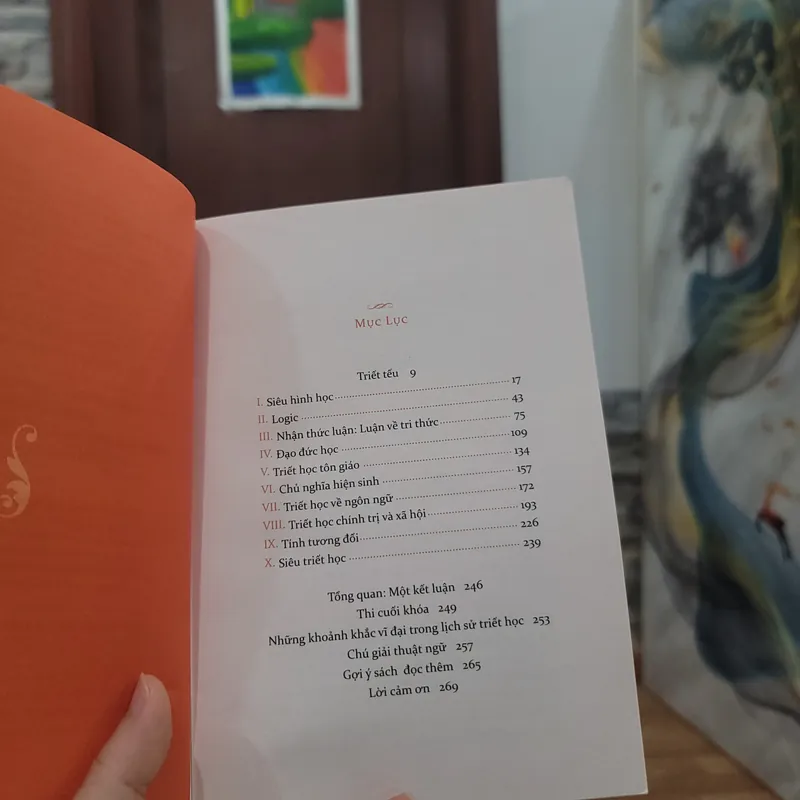 Mục Lục
Triết tếu 9
I. Siêu hình học 17
II. Logic 43
III. Nhận thức luận: Luận về tri thức 75
IV. Đạo đức học 109
V. Triết học tôn giáo 134
VI. Chủ nghĩa hiện sinh 157
VII. Triết học về ngôn ngữ 172
VIII. Triết học chính trị và xã hội 193
IX. Tính tương đối 226
X. Siêu triết học 239
Tổng quan: Một kết luận 246
Thi cuối khóa 249
Những khoảnh khắc vĩ đại trong lịch sử triết học 253
Chú giải thuật ngữ 257
Gợi ý sách đọc thêm 265
Lời cảm ơn 269